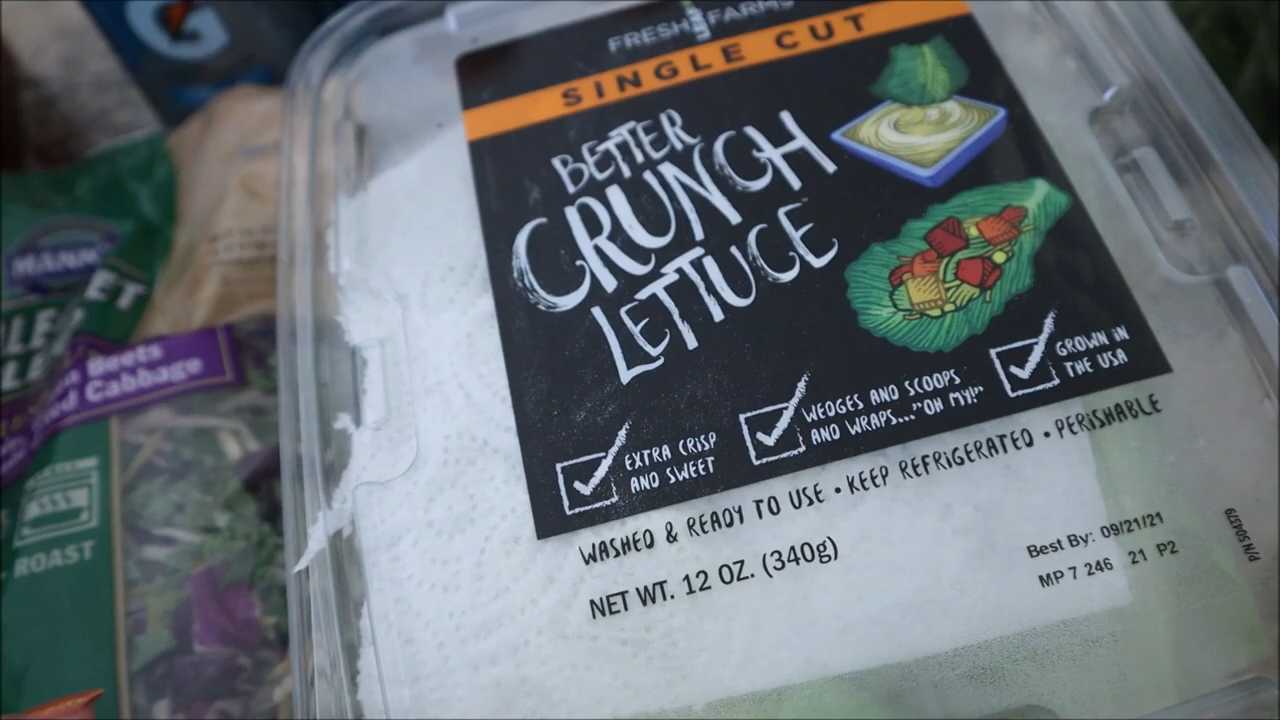 G
FRESH FARMS
SINGLE CUT
BETTER
CRUNCH
LETTUCE
EXTRA CRISP
AND SWEET
WEDGES AND SCOOPS
AND WRAPS..."OH MY!"
GROWN IN
THE USA
WASHED & READY TO USE • KEEP REFRIGERATED • PERISHABLE
NET WT. 12 OZ. (340g)
Best By: 09/21/21
MP 7 246 21 P2
P/N 504379
MANN
Beets
Cabbage
ROAST